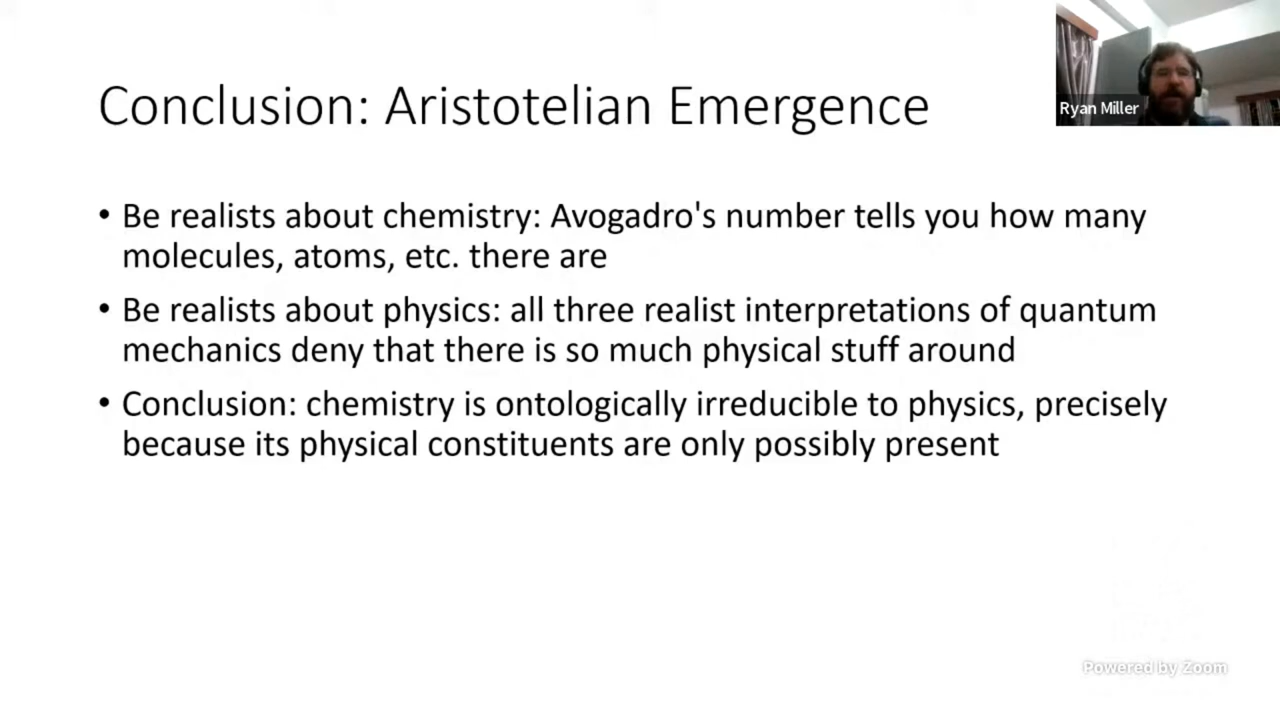 Conclusion: Aristotelian Emergence
Ryan Miller
• Be realists about chemistry: Avogadro's number tells you how many
molecules, atoms, etc. there are
• Be realists about physics: all three realist interpretations of quantum
mechanics deny that there is so much physical stuff around
• Conclusion: chemistry is ontologically irreducible to physics, precisely
because its physical constituents are only possibly present
Powered by Zoom